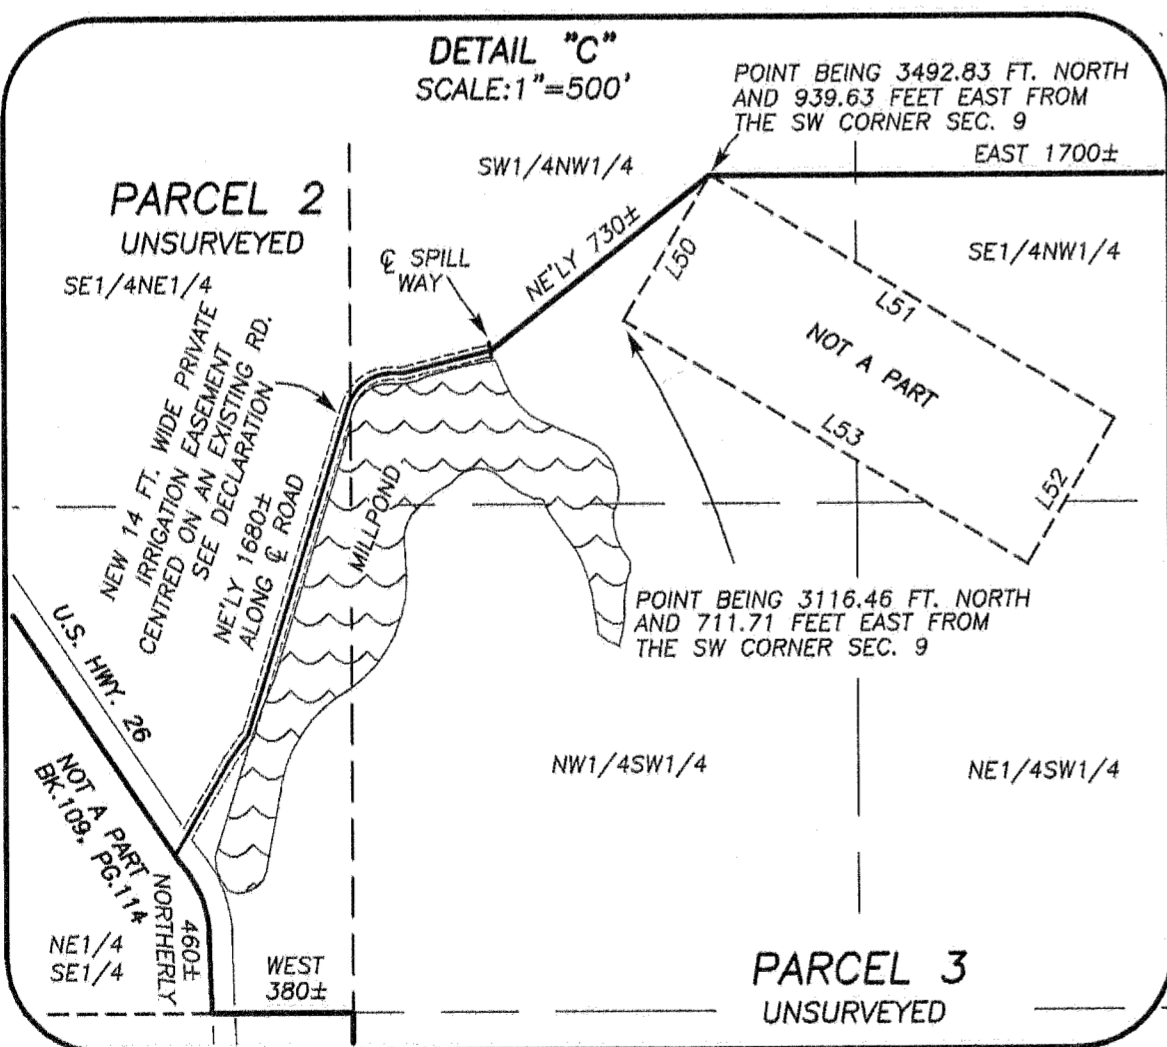 DETAIL "C"
SCALE:1"=500'
POINT BEING 3492.83 FT. NORTH
AND 939.63 FEET EAST FROM
THE SW CORNER SEC. 9
EAST 1700±
SW1/4NW1/4
PARCEL 2
UNSURVEYED
SE1/4NE1/4
℄ SPILL
WAY
NE'LY 730±
L50
L51
SE1/4NW1/4
NOT A PART
L53
L52
NEW 14 FT. WIDE PRIVATE
IRRIGATION EASEMENT
CENTRED ON AN EXISTING RD.
SEE DECLARATION
NE'LY 1680±
ALONG ℄ ROAD
MILLPOND
POINT BEING 3116.46 FT. NORTH
AND 711.71 FEET EAST FROM
THE SW CORNER SEC. 9
U.S. HWY. 26
NOT A PART
BK.109, PG.114
NW1/4SW1/4
NE1/4SW1/4
NORTHERLY
460±
NE1/4
SE1/4
WEST
380±
PARCEL 3
UNSURVEYED